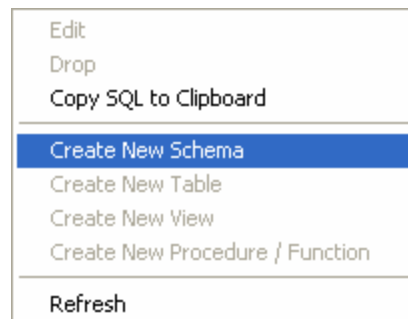 Edit
Drop
Copy SQL to Clipboard
Create New Schema
Create New Table
Create New View
Create New Procedure / Function
Refresh